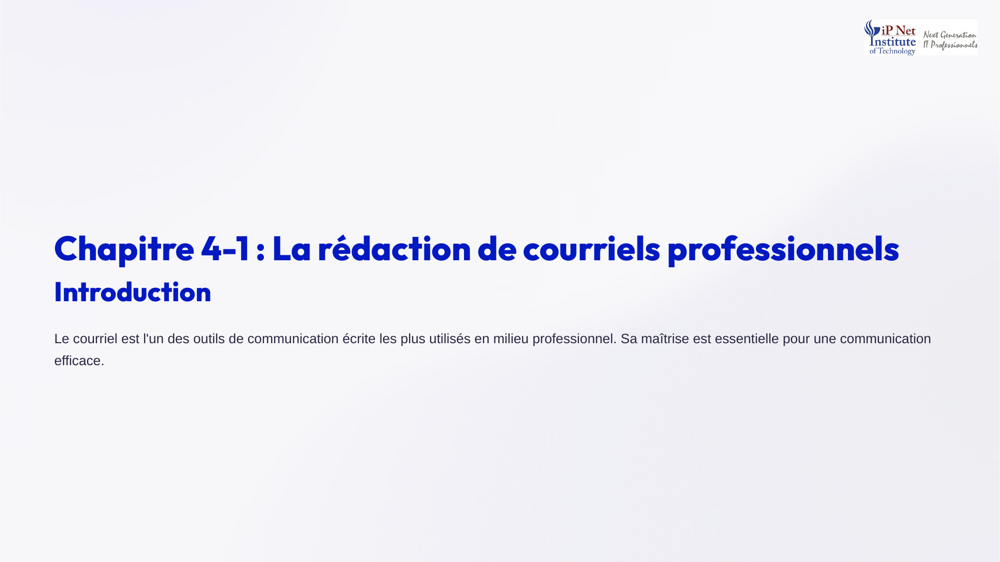 iP Net
Institute
of Technology
Next Generation
IT Professionnels
Chapitre 4-1 : La rédaction de courriels professionnels
Introduction
Le courriel est l'un des outils de communication écrite les plus utilisés en milieu professionnel. Sa maîtrise est essentielle pour une communication
efficace.